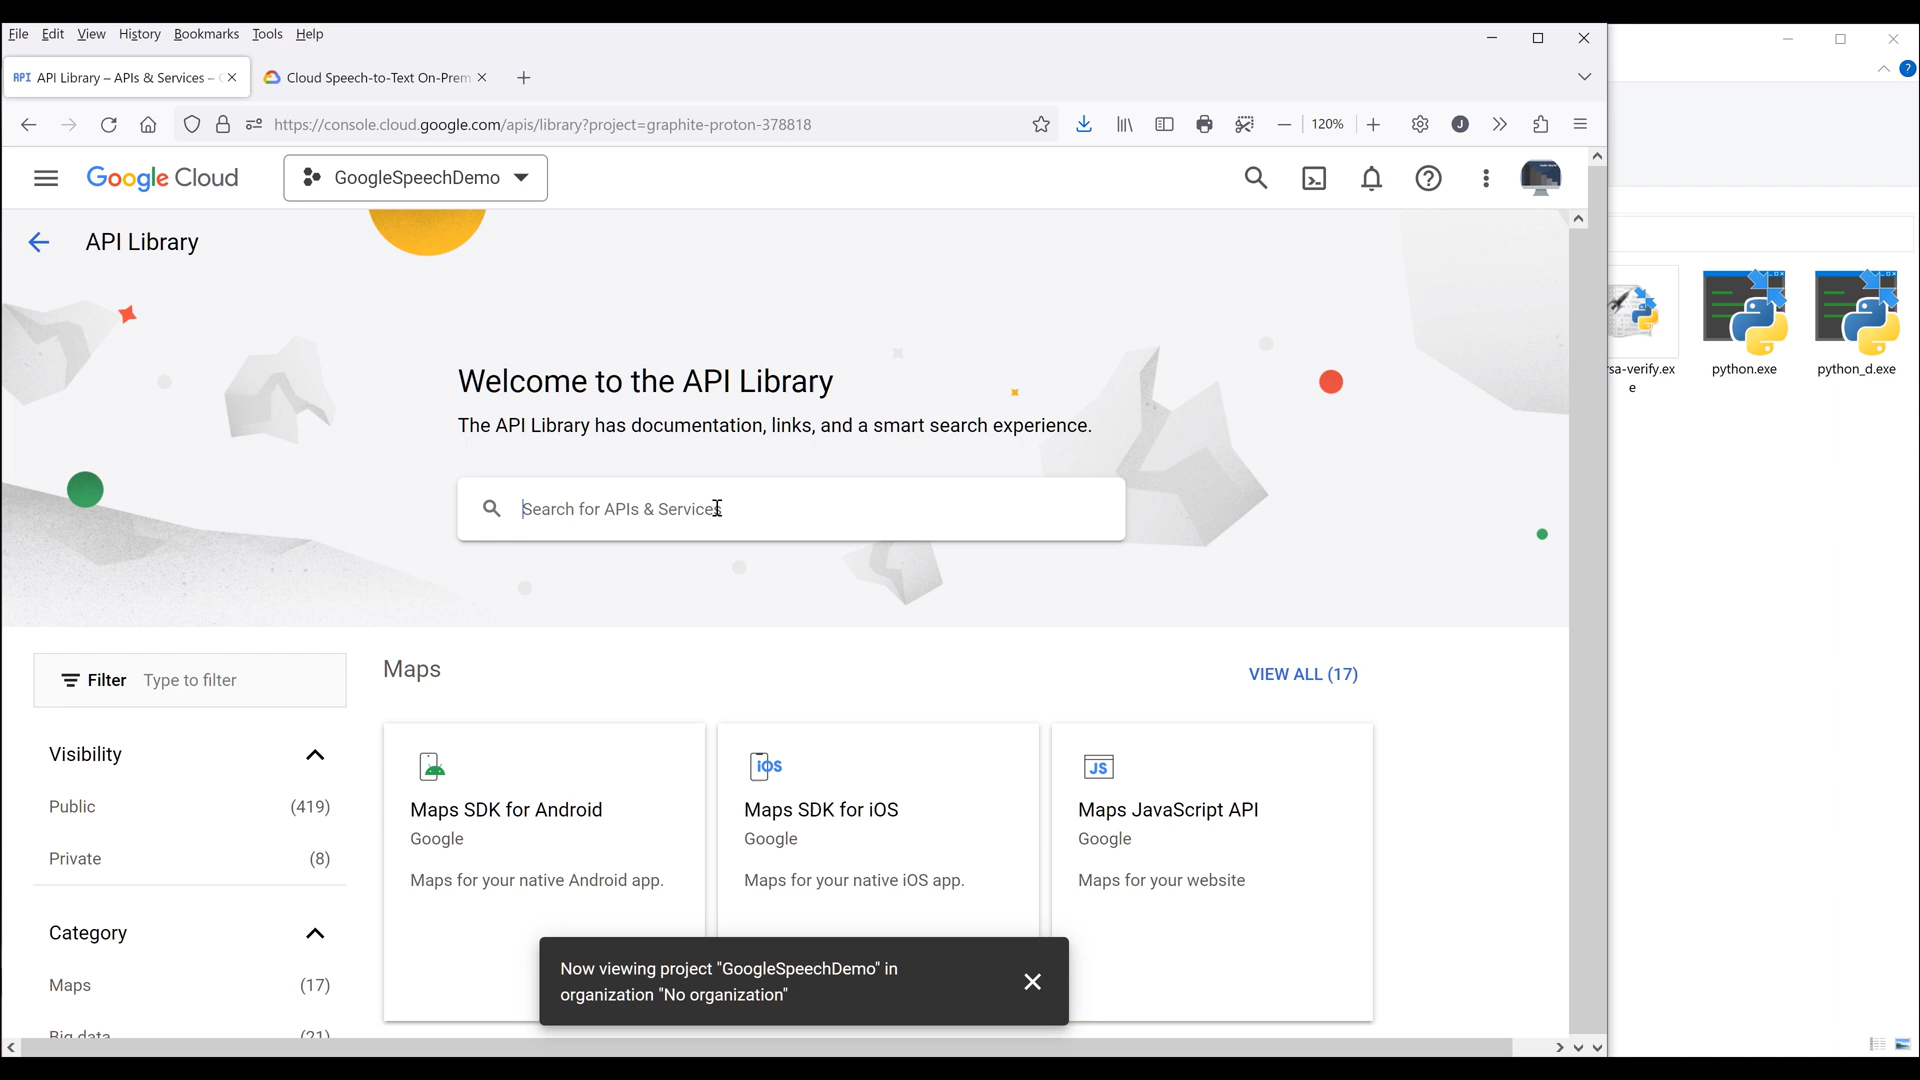 File Edit View History Bookmarks Tools Help
API API Library – APIs & Services –
Cloud Speech-to-Text On-Prem
https://console.cloud.google.com/apis/library?project=graphite-proton-378818
120%
J
?
Google Cloud
GoogleSpeechDemo
API Library
Welcome to the API Library
The API Library has documentation, links, and a smart search experience.
Search for APIs & Services
Filter Type to filter
Visibility
Public (419)
Private (8)
Category
Maps (17)
Big data (21)
Maps
VIEW ALL (17)
Maps SDK for Android
Google
Maps for your native Android app.
iOS
Maps SDK for iOS
Google
Maps for your native iOS app.
JS
Maps JavaScript API
Google
Maps for your website
Now viewing project "GoogleSpeechDemo" in
organization "No organization"
sa-verify.ex
e
python.exe
python_d.exe